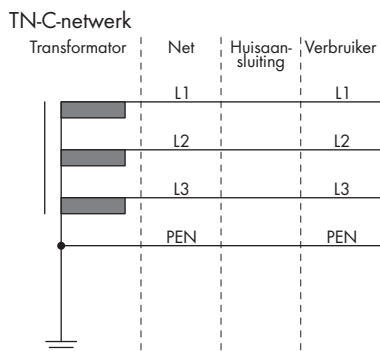 TN-C-netwerk
Transformator
Net
Huisaan-
sluiting
Verbruiker
L1
L1
L2
L2
L3
L3
PEN
PEN